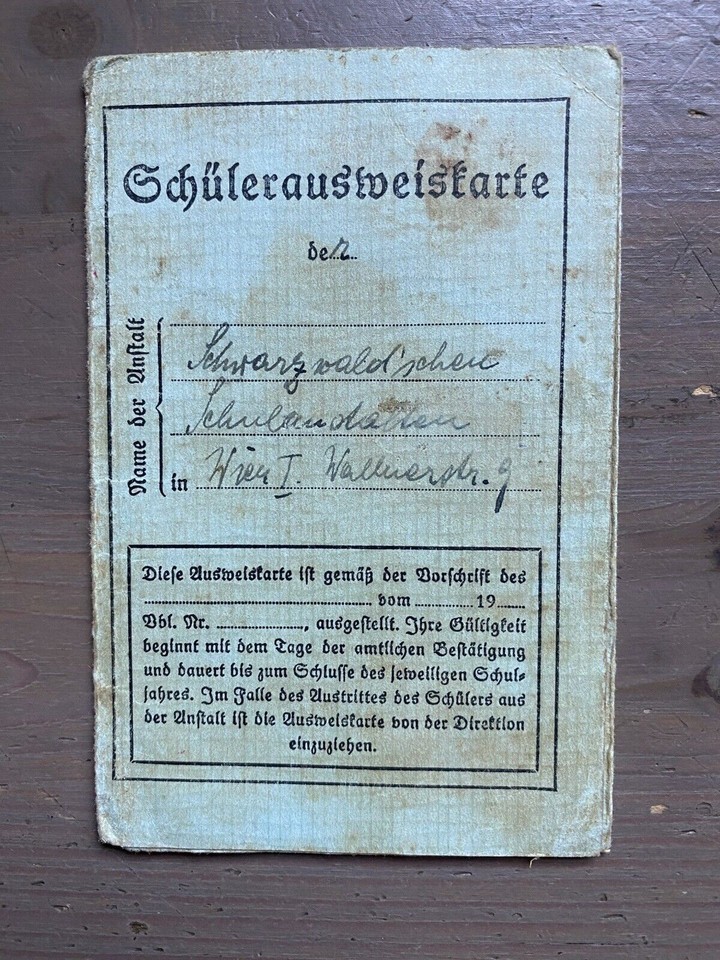 Schülerausweiskarte
der
Name der Anstalt
Schwarzwald'schen
Schulanstalten
in Wien I. Wallnerstr. 9
Diese Ausweiskarte ist gemäß der Vorschrift des
vom 19
Vbl. Nr. , ausgestellt. Ihre Gültigkeit
beginnt mit dem Tage der amtlichen Bestätigung
und dauert bis zum Schlusse des jeweiligen Schul-
jahres. Im Falle des Austrittes des Schülers aus
der Anstalt ist die Ausweiskarte von der Direktion
einzuziehen.